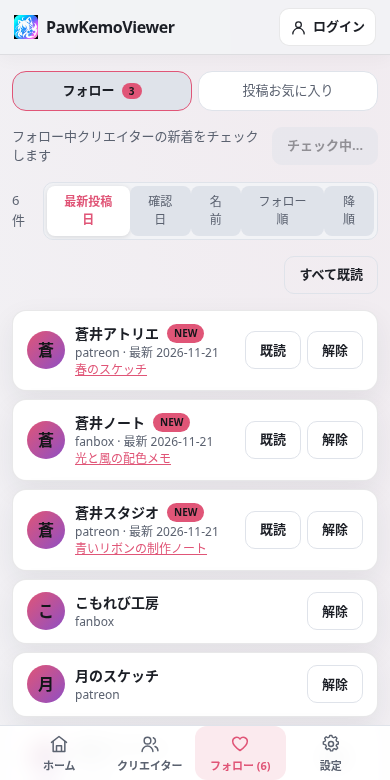 PawKemoViewer
ログイン
フォロー 3
投稿お気に入り
フォロー中クリエイターの新着をチェック
します
チェック中...
6
件
最新投稿
日
確認
日
名
前
フォロー
順
降
順
すべて既読
蒼
蒼井アトリエ NEW
patreon · 最新 2026-11-21
春のスケッチ
既読
解除
蒼
蒼井ノート NEW
fanbox · 最新 2026-11-21
光と風の配色メモ
既読
解除
蒼
蒼井スタジオ NEW
patreon · 最新 2026-11-21
青いリボンの制作ノート
既読
解除
こ
こもれび工房
fanbox
解除
月
月のスケッチ
patreon
解除
ホーム
クリエイター
フォロー (6)
設定